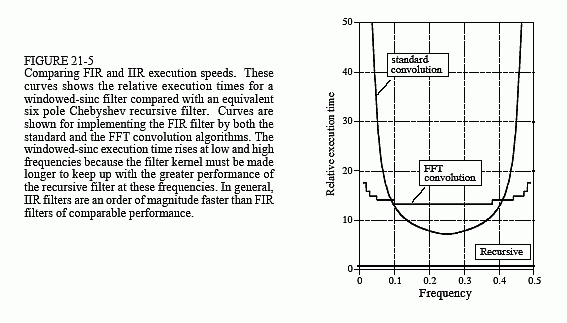 FIGURE 21-5
Comparing FIR and IIR execution speeds. These
curves shows the relative execution times for a
windowed-sinc filter compared with an equivalent
six pole Chebyshev recursive filter. Curves are
shown for implementing the FIR filter by both the
standard and the FFT convolution algorithms. The
windowed-sinc execution time rises at low and high
frequencies because the filter kernel must be made
longer to keep up with the greater performance of
the recursive filter at these frequencies. In general,
IIR filters are an order of magnitude faster than FIR
filters of comparable performance.
Relative execution time
50
40
30
20
10
0
standard
convolution
FFT
convolution
Recursive
0 0.1 0.2 0.3 0.4 0.5
Frequency